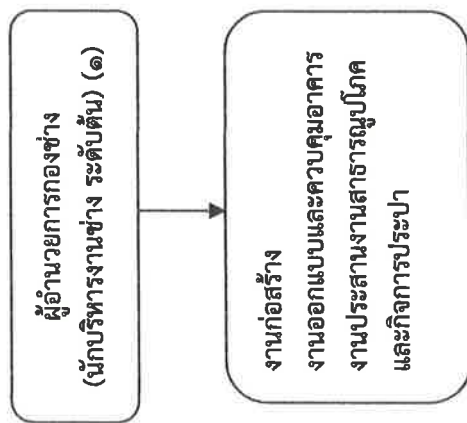 ผู้อำนวยการกองช่าง
(นักบริหารงานช่าง ระดับต้น) (๑)
งานก่อสร้าง
งานออกแบบและควบคุมอาคาร
งานประสานงานสาธารณูปโภค
และกิจการประปา